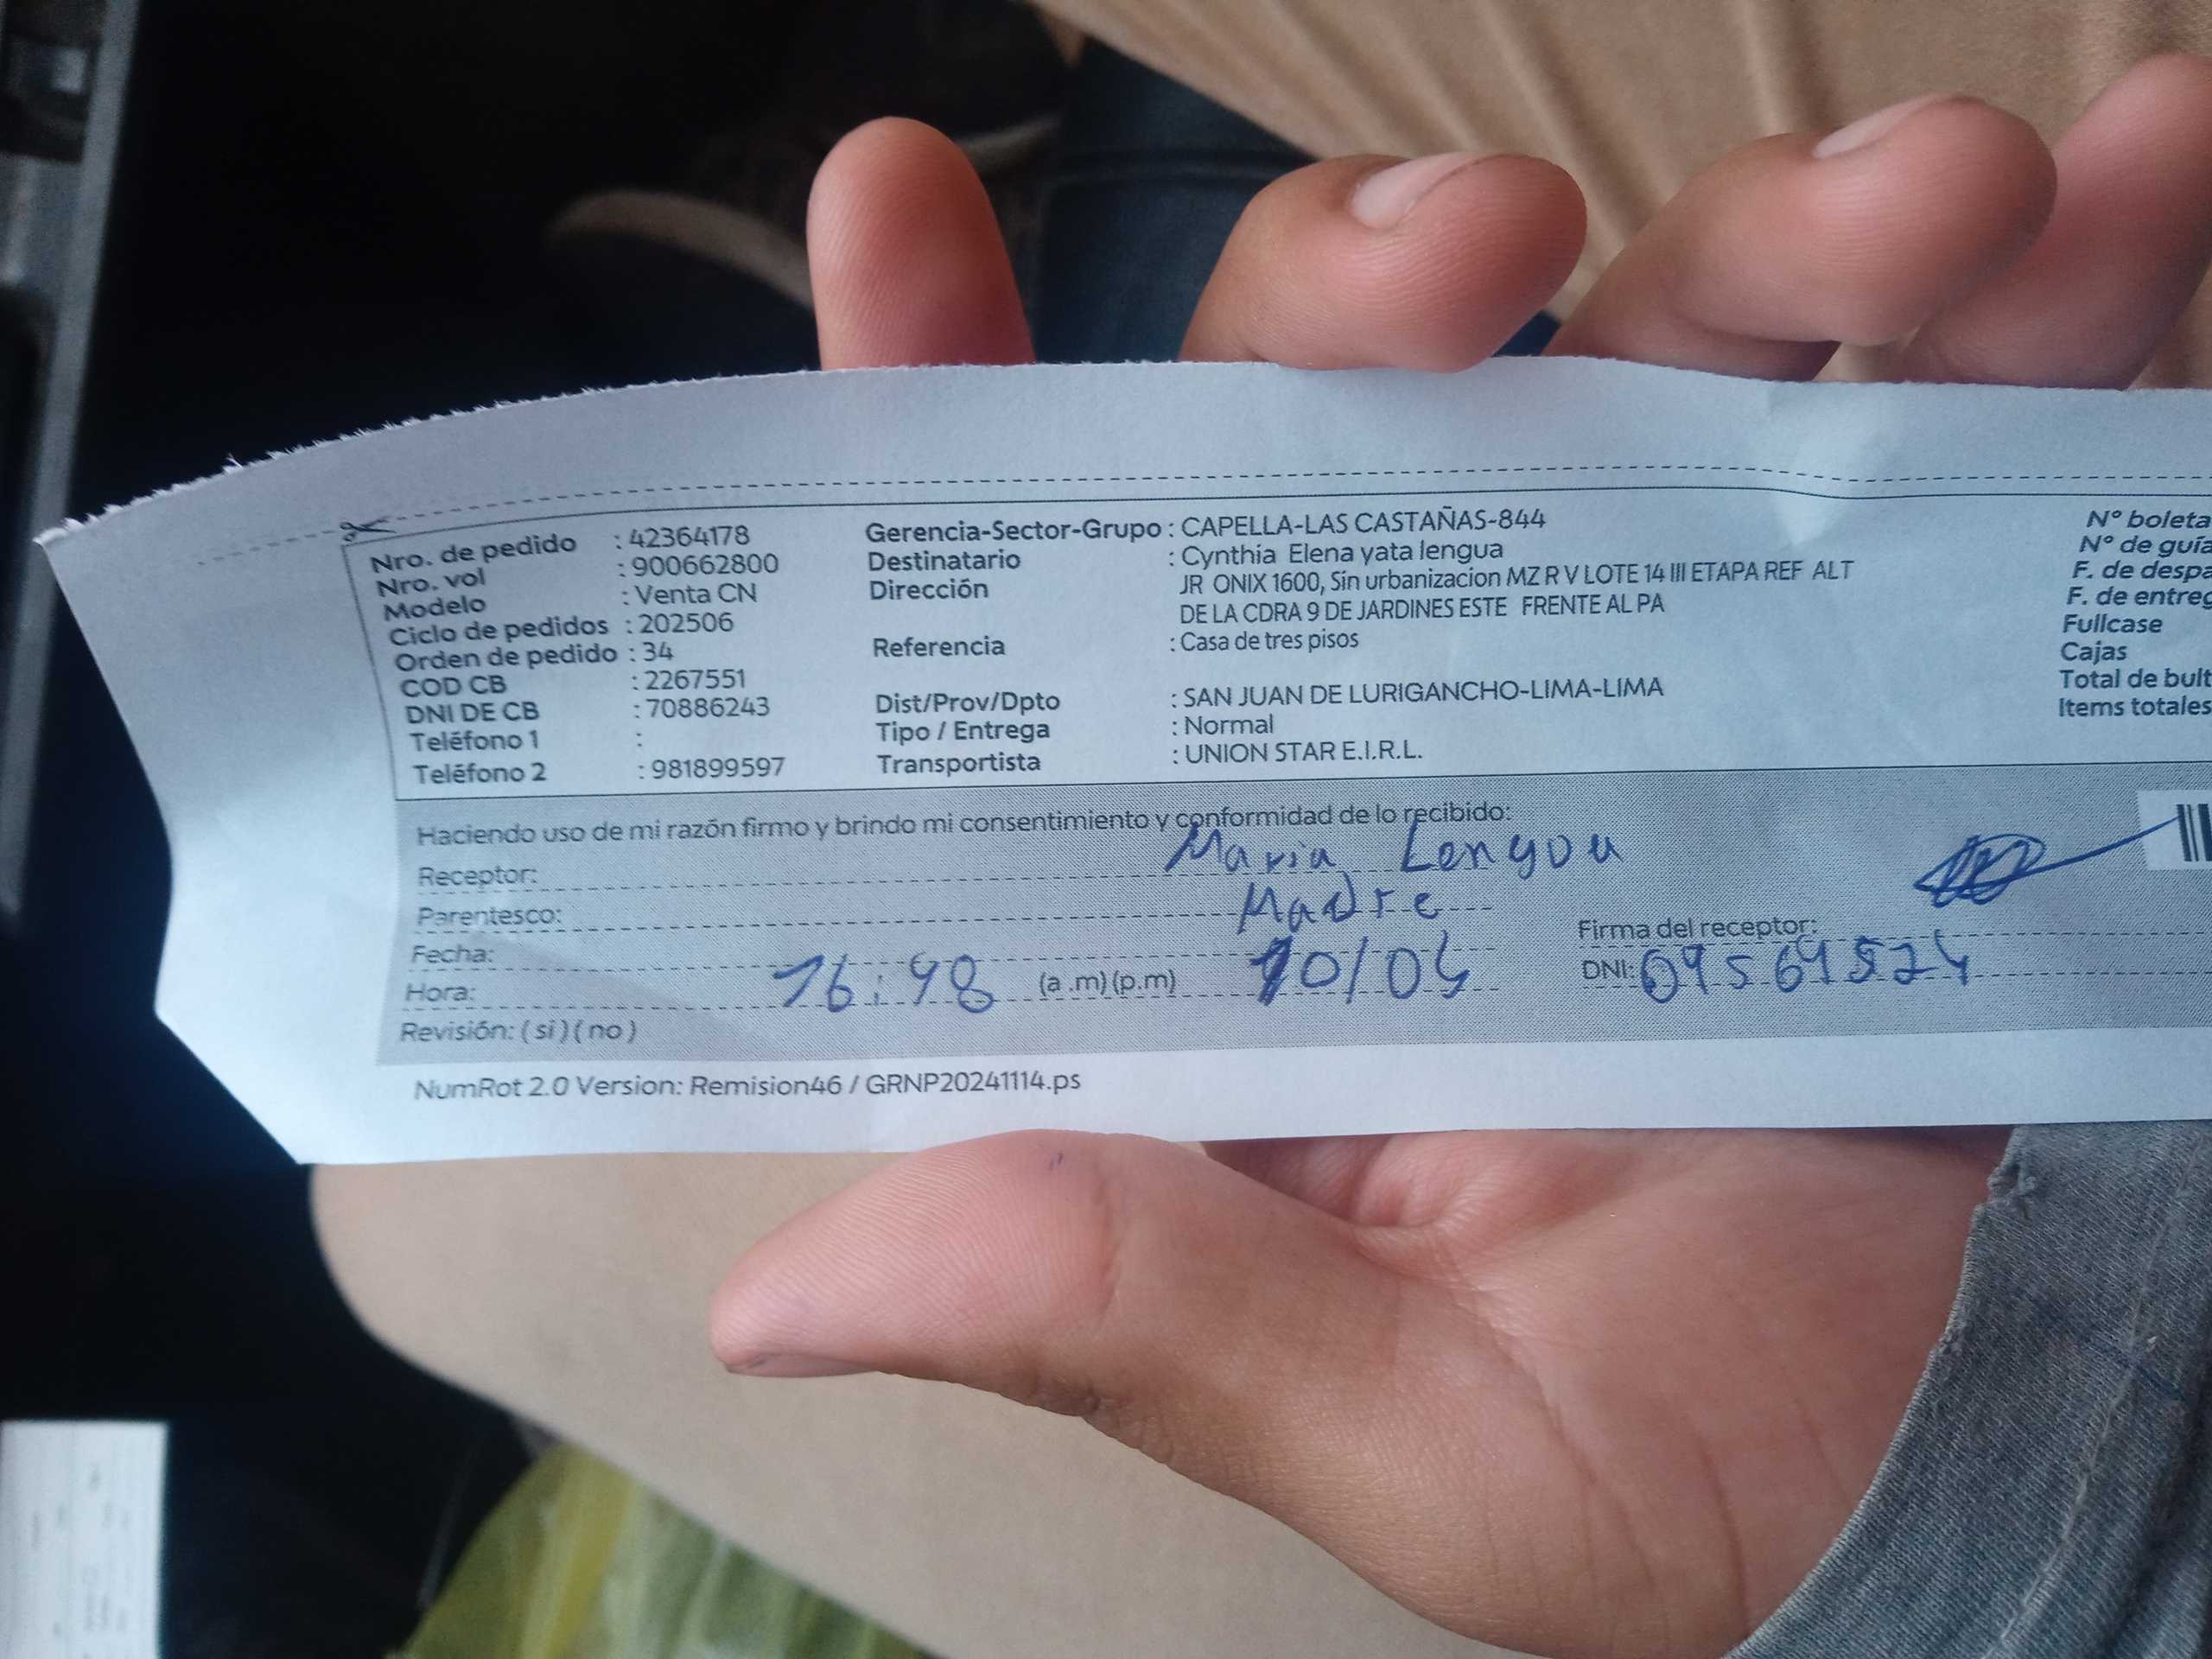 Nro. de pedido : 42364178
Nro. vol : 900662800
Modelo : Venta CN
Ciclo de pedidos : 202506
Orden de pedido : 34
COD CB : 2267551
DNI DE CB : 70886243
Teléfono 1 :
Teléfono 2 : 981899597
Gerencia-Sector-Grupo : CAPELLA-LAS CASTAÑAS-844
Destinatario : Cynthia Elena yata lengua
Dirección JR ONIX 1600, Sin urbanizacion MZ R V LOTE 14 III ETAPA REF ALT
DE LA CDRA 9 DE JARDINES ESTE FRENTE AL PA
Referencia : Casa de tres pisos
Dist/Prov/Dpto : SAN JUAN DE LURIGANCHO-LIMA-LIMA
Tipo / Entrega : Normal
Transportista : UNION STAR E.I.R.L.
N° boleta
N° de guía
F. de despa
F. de entreg
Fullcase
Cajas
Total de bult
Items totales
Haciendo uso de mi razón firmo y brindo mi consentimiento y conformidad de lo recibido:
Receptor: Maria
Parentesco: Madre
Fecha:
Firma del receptor:
Hora: 16:48 (a .m) (p.m) 10/04 DNI:
Revisión: ( si ) ( no )
NumRot 2.0 Version: Remision46 / GRNP20241114.ps